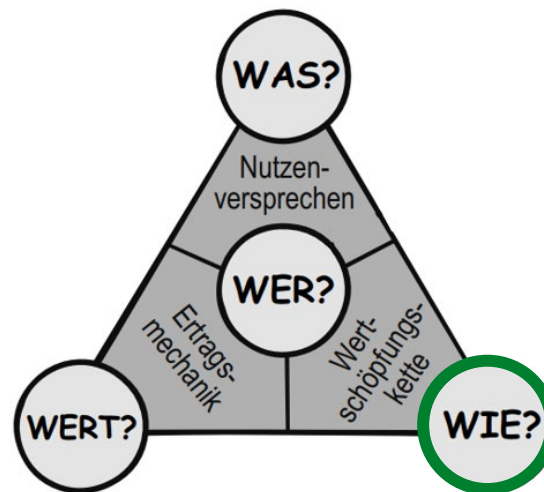 WAS?
Nutzen-
versprechen
WER?
Ertrags-
mechanik
Wert-
schöpfungs-
kette
WERT?
WIE?